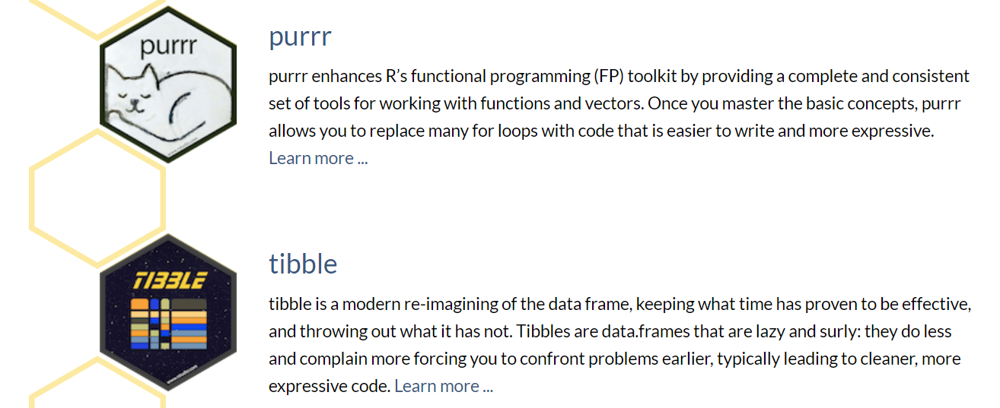 purrr
purrr
purrr enhances R’s functional programming (FP) toolkit by providing a complete and consistent
set of tools for working with functions and vectors. Once you master the basic concepts, purrr
allows you to replace many for loops with code that is easier to write and more expressive.
Learn more ...
TIBBLE
tibble
tibble is a modern re-imagining of the data frame, keeping what time has proven to be effective,
and throwing out what it has not. Tibbles are data.frames that are lazy and surly: they do less
and complain more forcing you to confront problems earlier, typically leading to cleaner, more
expressive code. Learn more ...